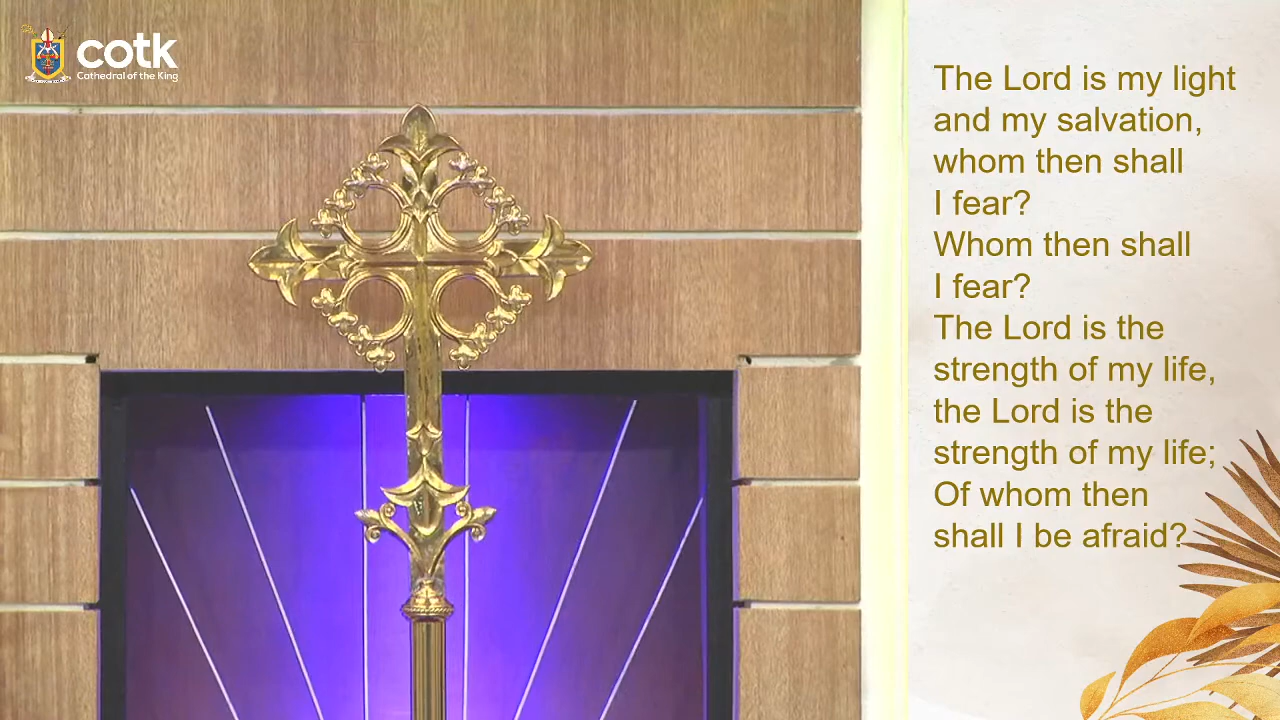 cotk
Cathedral of the King
The Lord is my light
and my salvation,
whom then shall
I fear?
Whom then shall
I fear?
The Lord is the
strength of my life,
the Lord is the
strength of my life;
Of whom then
shall I be afraid?